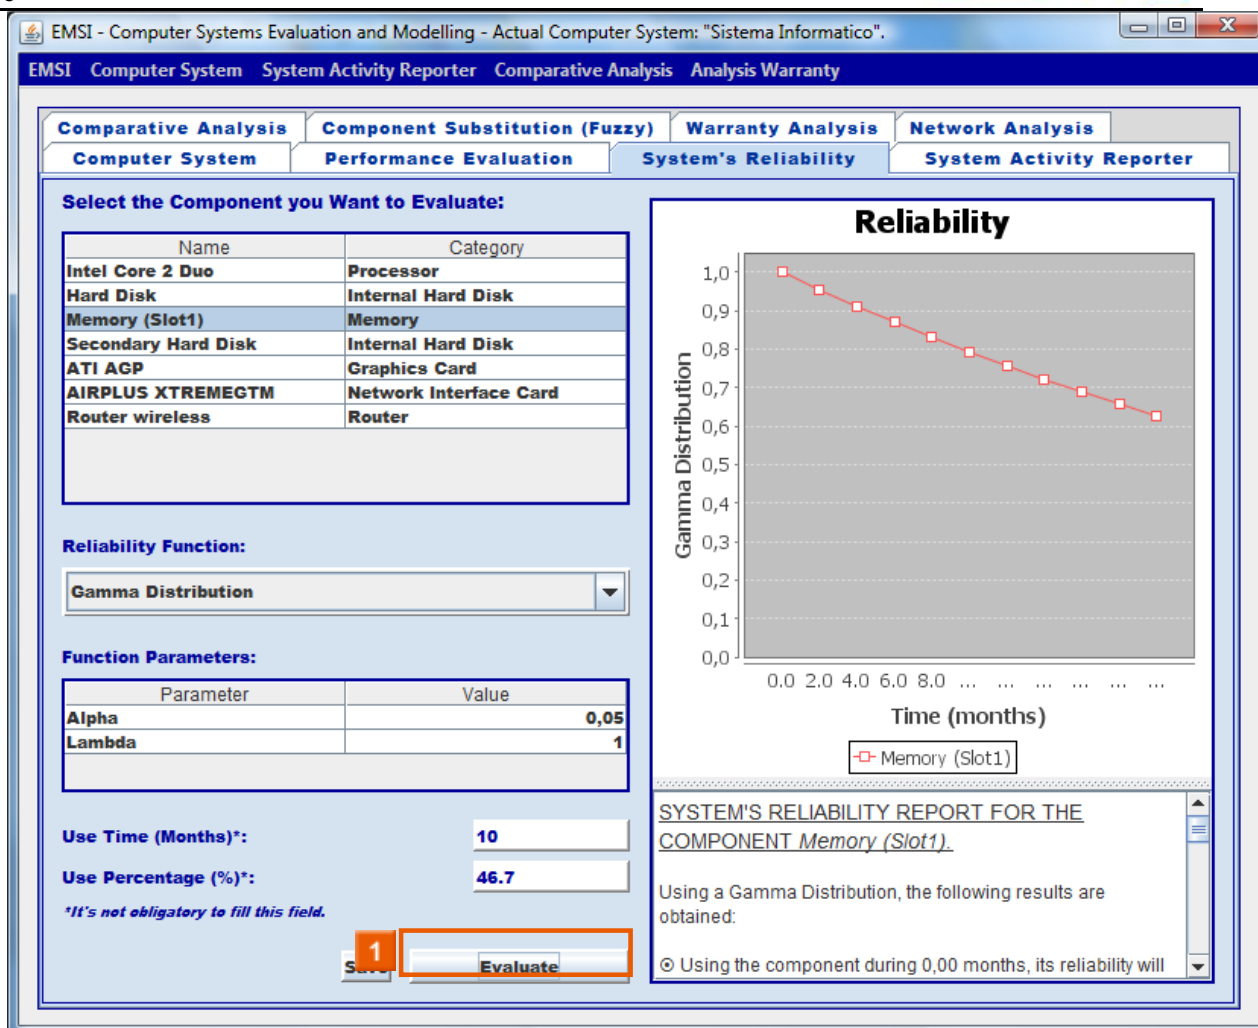 EMSI - Computer Systems Evaluation and Modelling - Actual Computer System: "Sistema Informatico".
EMSI Computer System System Activity Reporter Comparative Analysis Analysis Warranty
Comparative Analysis Component Substitution (Fuzzy) Warranty Analysis Network Analysis
Computer System Performance Evaluation System's Reliability System Activity Reporter
Select the Component you Want to Evaluate:
Name Category
Intel Core 2 Duo Processor
Hard Disk Internal Hard Disk
Memory (Slot1) Memory
Secondary Hard Disk Internal Hard Disk
ATI AGP Graphics Card
AIRPLUS XTREMEGTM Network Interface Card
Router wireless Router
Reliability Function:
Gamma Distribution
Function Parameters:
Parameter Value
Alpha 0,05
Lambda 1
Use Time (Months)*: 10
Use Percentage (%)*: 46.7
*It's not obligatory to fill this field.
1
Evaluate
Reliability
Gamma Distribution
1,0
0,9
0,8
0,7
0,6
0,5
0,4
0,3
0,2
0,1
0,0
0.0 2.0 4.0 6.0 8.0 ... ... ... ... ... ...
Time (months)
Memory (Slot1)
SYSTEM'S RELIABILITY REPORT FOR THE
COMPONENT Memory (Slot1).
Using a Gamma Distribution, the following results are
obtained:
Using the component during 0,00 months, its reliability will